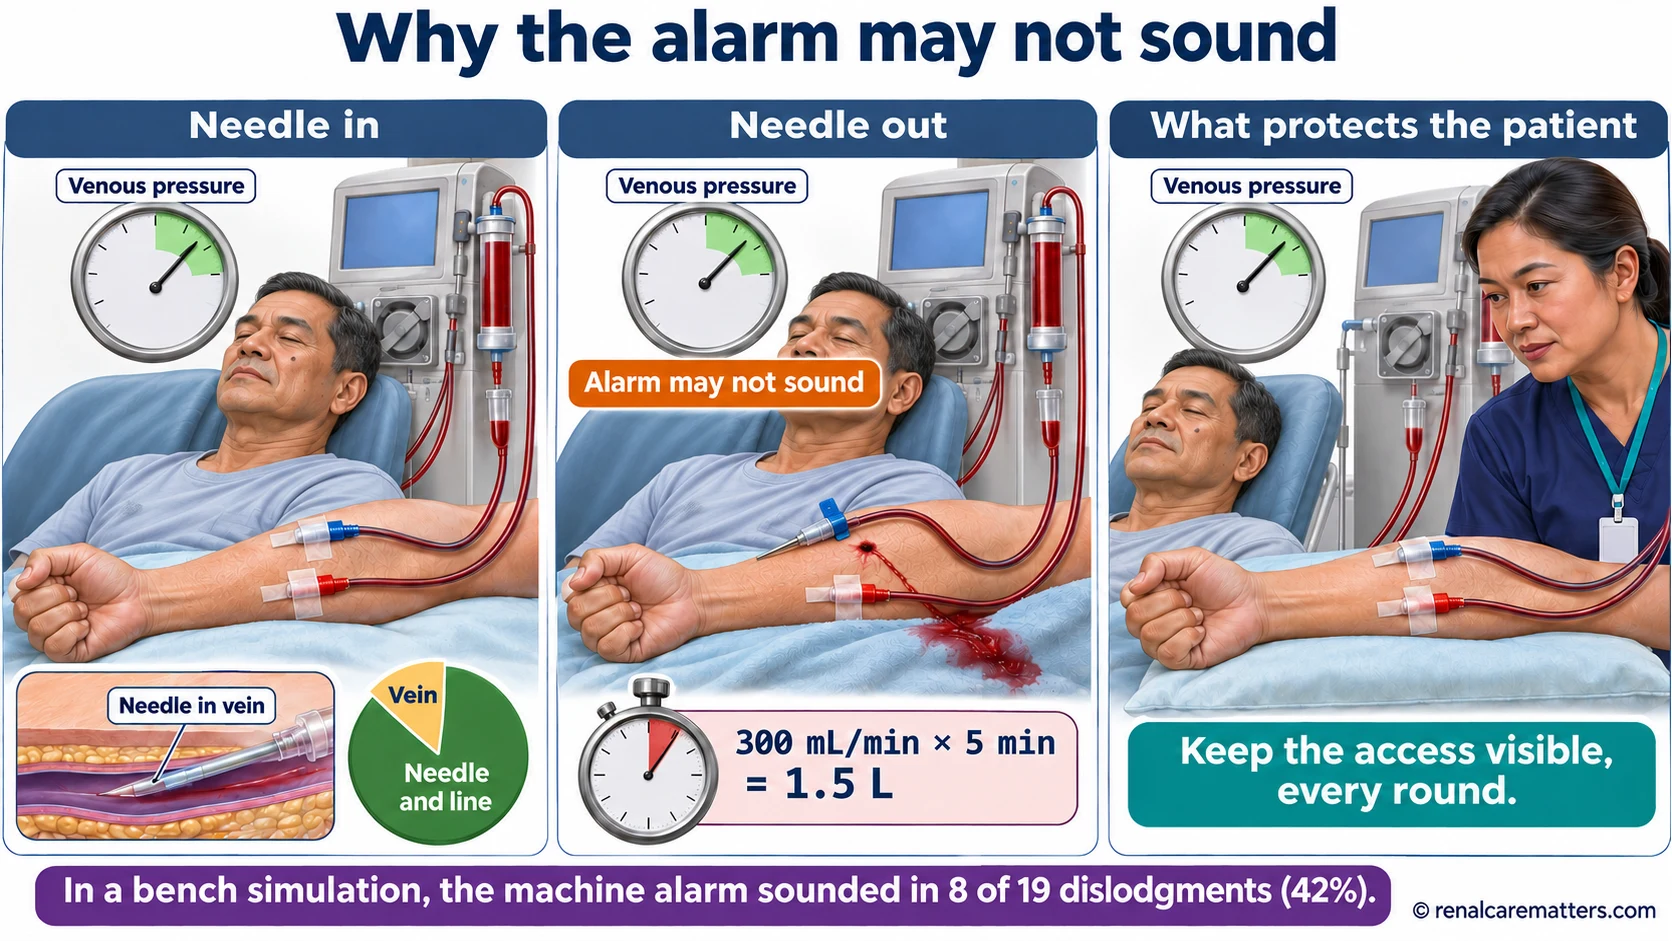 Why the alarm may not sound
Needle in
Venous pressure
Needle in vein
Vein
Needle
and line
Needle out
Venous pressure
Alarm may not sound
300 mL/min × 5 min
= 1.5 L
What protects the patient
Venous pressure
Keep the access visible,
every round.
In a bench simulation, the machine alarm sounded in 8 of 19 dislodgments (42%).
© renalcarematters.com